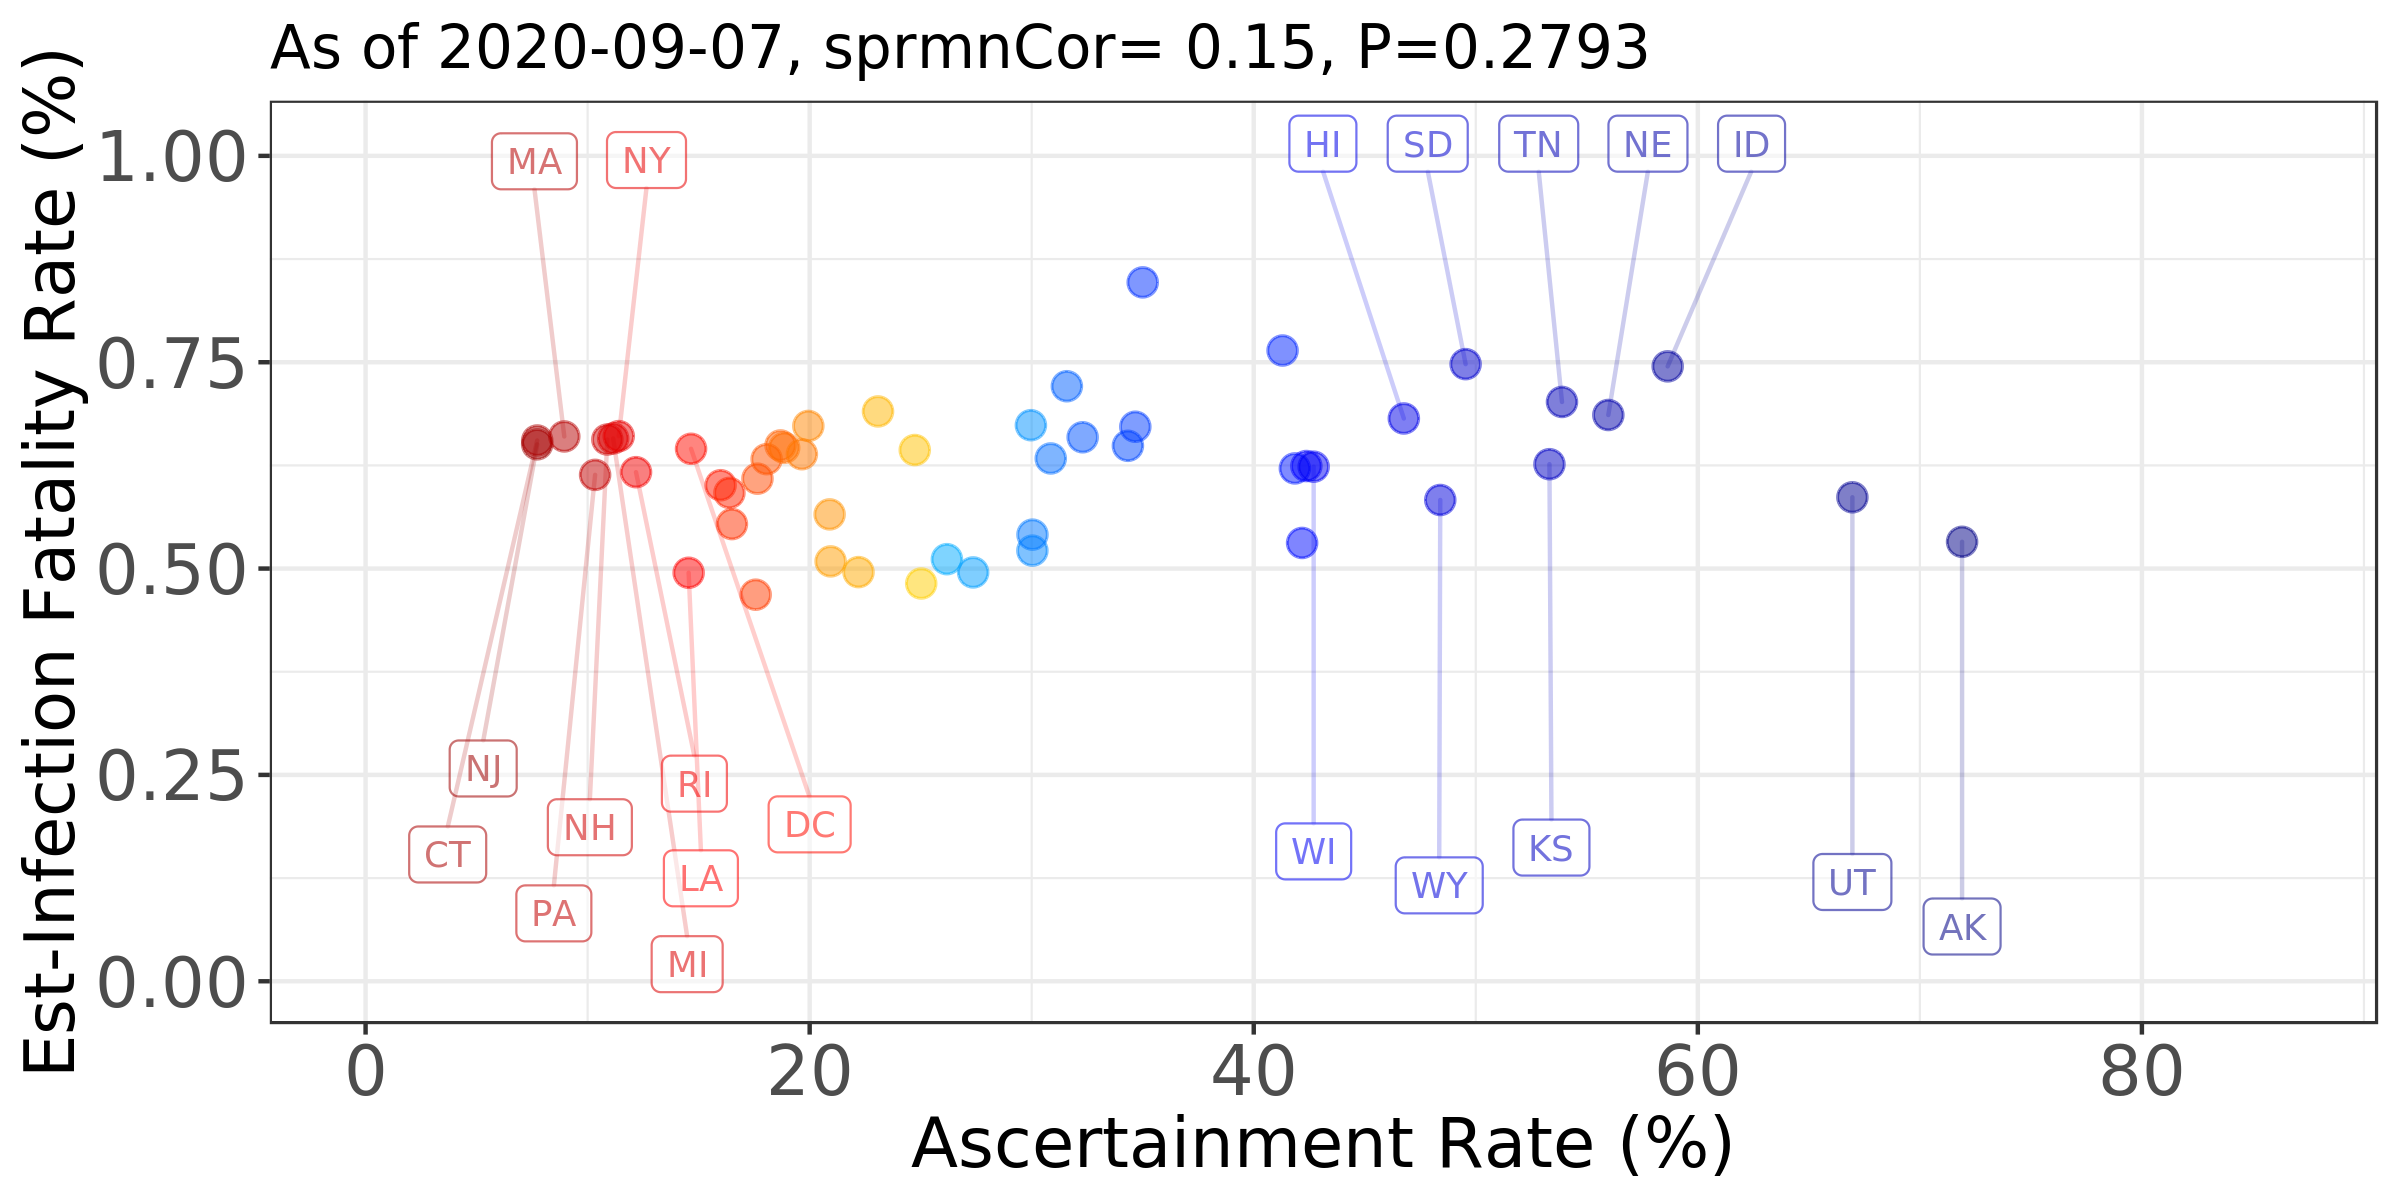 As of 2020-09-07, sprmnCor= 0.15, P=0.2793
Est-Infection Fatality Rate (%)
1.00
0.75
0.50
0.25
0.00
MA
NY
HI
SD
TN
NE
ID
NJ
RI
NH
DC
CT
LA
PA
MI
WI
KS
WY
UT
AK
0
20
40
60
80
Ascertainment Rate (%)